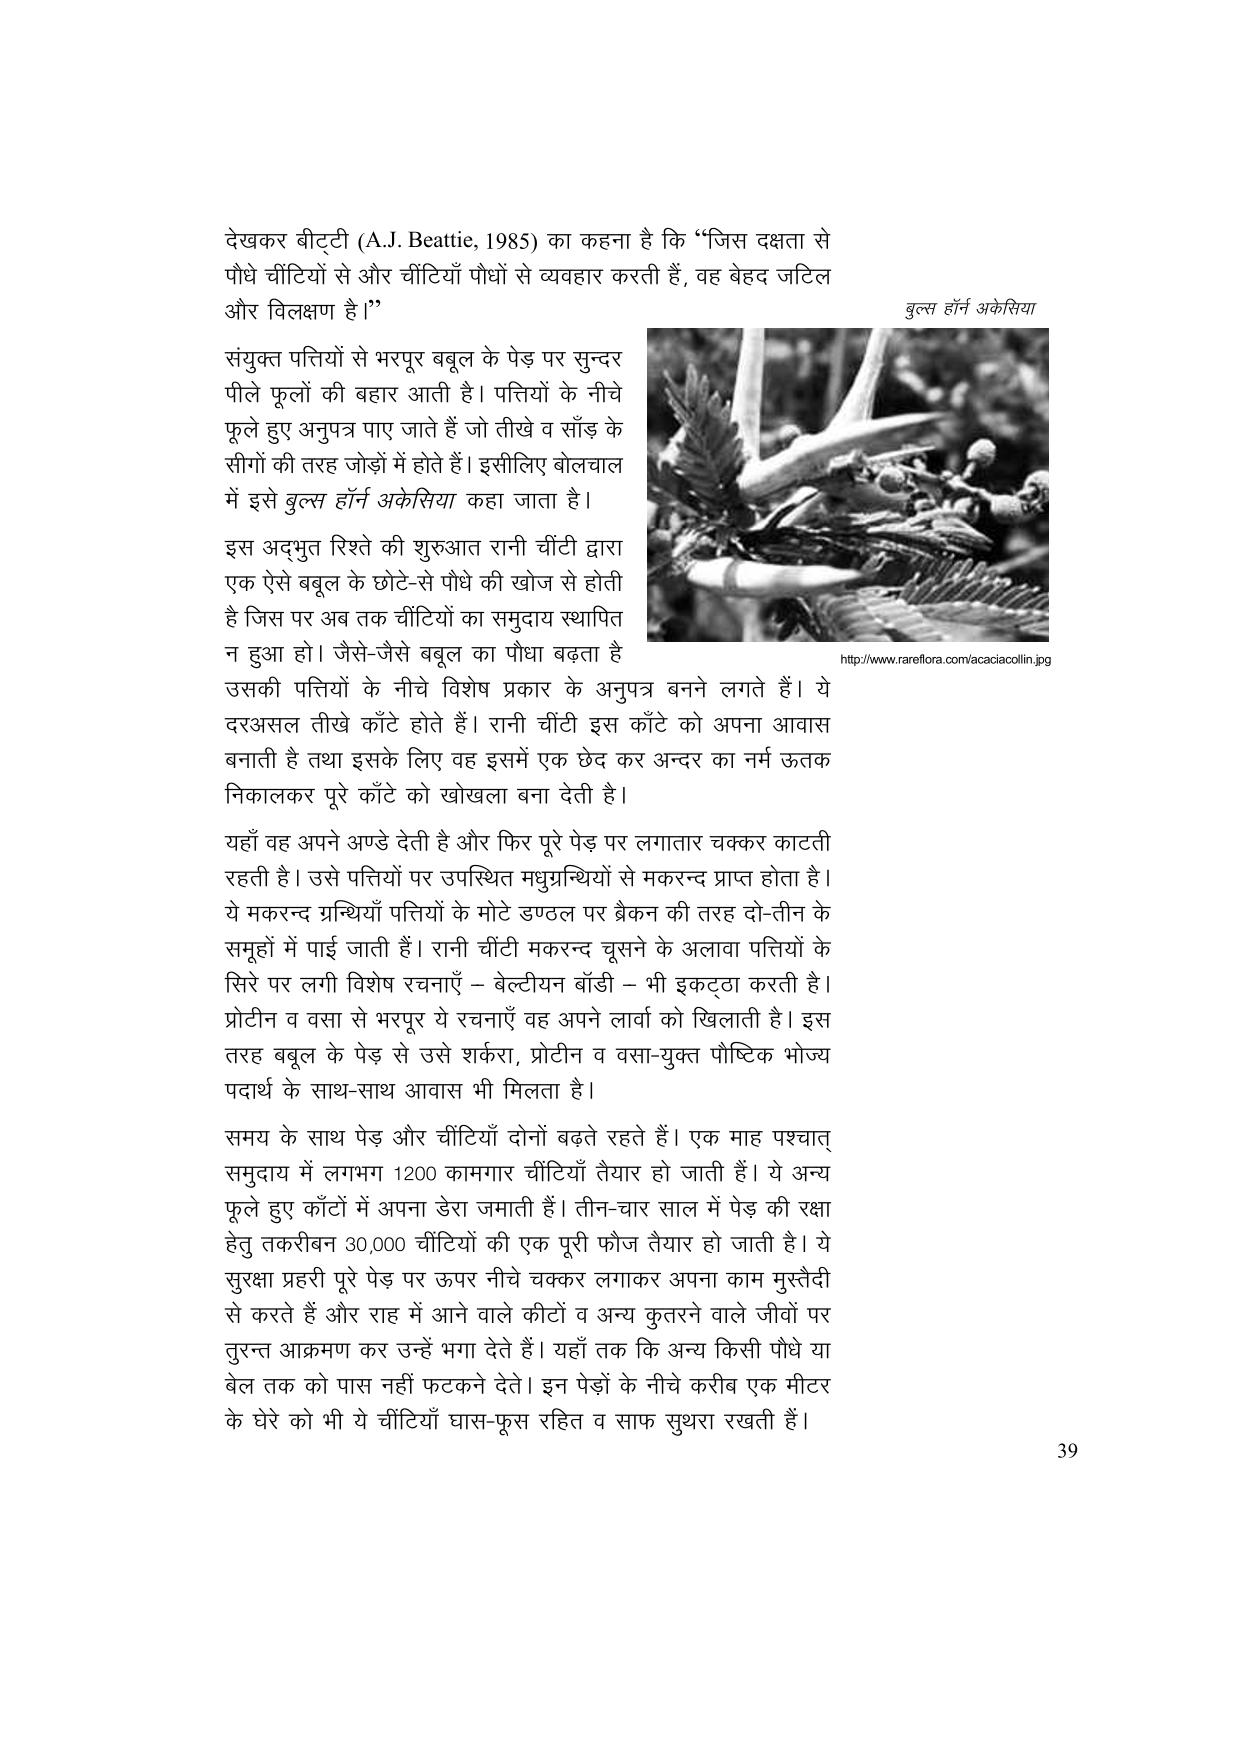 देखकर बीट्टी (A.J. Beattie, 1985) का कहना है कि “जिस दक्षता से
पौधे चींटियों से और चींटियाँ पौधों से व्यवहार करती हैं, वह बेहद जटिल
और विलक्षण है।”
बुल्स हॉर्न अकेसिया
संयुक्त पत्तियों से भरपूर बबूल के पेड़ पर सुन्दर
पीले फूलों की बहार आती है। पत्तियों के नीचे
फूले हुए अनुपत्र पाए जाते हैं जो तीखे व साँड़ के
सीगों की तरह जोड़ों में होते हैं। इसीलिए बोलचाल
में इसे बुल्स हॉर्न अकेसिया कहा जाता है।
इस अद्‌भुत रिश्ते की शुरुआत रानी चींटी द्वारा
एक ऐसे बबूल के छोटे-से पौधे की खोज से होती
है जिस पर अब तक चींटियों का समुदाय स्थापित
न हुआ हो। जैसे-जैसे बबूल का पौधा बढ़ता है
http://www.rareflora.com/acaciacollin.jpg
उसकी पत्तियों के नीचे विशेष प्रकार के अनुपत्र बनने लगते हैं। ये
दरअसल तीखे काँटे होते हैं। रानी चींटी इस काँटे को अपना आवास
बनाती है तथा इसके लिए वह इसमें एक छेद कर अन्दर का नर्म ऊतक
निकालकर पूरे काँटे को खोखला बना देती है।
यहाँ वह अपने अण्डे देती है और फिर पूरे पेड़ पर लगातार चक्कर काटती
रहती है। उसे पत्तियों पर उपस्थित मधुग्रन्थियों से मकरन्द प्राप्त होता है।
ये मकरन्द ग्रन्थियाँ पत्तियों के मोटे डण्ठल पर ब्रैकन की तरह दो-तीन के
समूहों में पाई जाती हैं। रानी चींटी मकरन्द चूसने के अलावा पत्तियों के
सिरे पर लगी विशेष रचनाएँ – बेल्टीयन बॉडी – भी इकट्ठा करती है।
प्रोटीन व वसा से भरपूर ये रचनाएँ वह अपने लार्वा को खिलाती है। इस
तरह बबूल के पेड़ से उसे शर्करा, प्रोटीन व वसा-युक्त पौष्टिक भोज्य
पदार्थ के साथ-साथ आवास भी मिलता है।
समय के साथ पेड़ और चींटियाँ दोनों बढ़ते रहते हैं। एक माह पश्चात्
समुदाय में लगभग 1200 कामगार चींटियाँ तैयार हो जाती हैं। ये अन्य
फूले हुए काँटों में अपना डेरा जमाती हैं। तीन-चार साल में पेड़ की रक्षा
हेतु तकरीबन 30,000 चींटियों की एक पूरी फौज तैयार हो जाती है। ये
सुरक्षा प्रहरी पूरे पेड़ पर ऊपर नीचे चक्कर लगाकर अपना काम मुस्तैदी
से करते हैं और राह में आने वाले कीटों व अन्य कुतरने वाले जीवों पर
तुरन्त आक्रमण कर उन्हें भगा देते हैं। यहाँ तक कि अन्य किसी पौधे या
बेल तक को पास नहीं फटकने देते। इन पेड़ों के नीचे करीब एक मीटर
के घेरे को भी ये चींटियाँ घास-फूस रहित व साफ सुथरा रखती हैं।
39